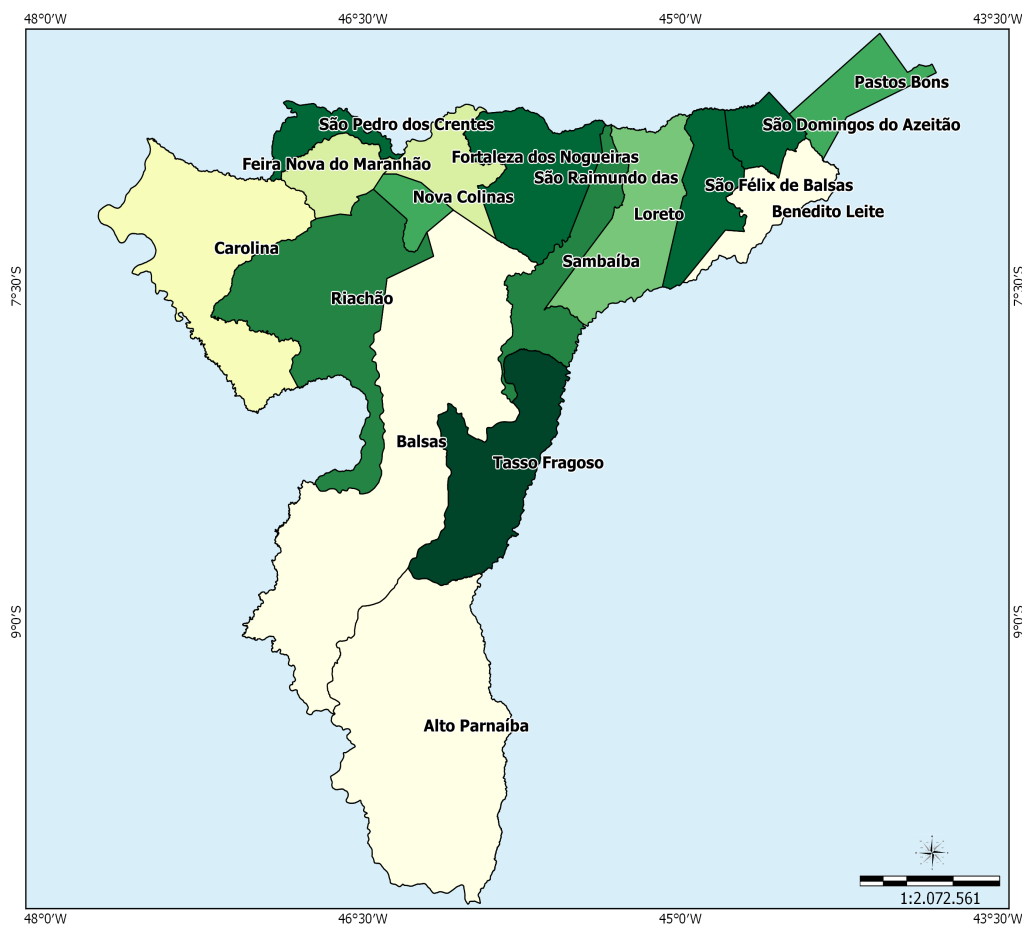 48°0'W 46°30'W 45°0'W 43°30'W
Pastos Bons
São Pedro dos Crentes
São Domingos do Azeitão
Feira Nova do Maranhão
Fortaleza dos Nogueiras
São Raimundo das
São Félix de Balsas
Nova Colinas
Benedito Leite
Loreto
Carolina
Sambaíba
7°30'S
7°30'S
Riachão
Balsas
Tasso Fragoso
9°0'S
9°0'S
Alto Parnaíba
1:2.072.561
48°0'W 46°30'W 45°0'W 43°30'W